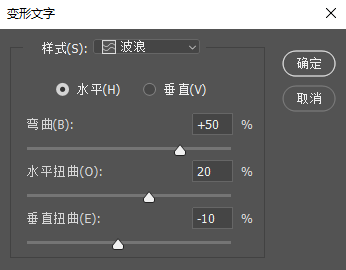 变形文字
样式(S): 波浪
确定
水平(H) 垂直(V)
取消
弯曲(B): +50 %
水平扭曲(O): 20 %
垂直扭曲(E): -10 %